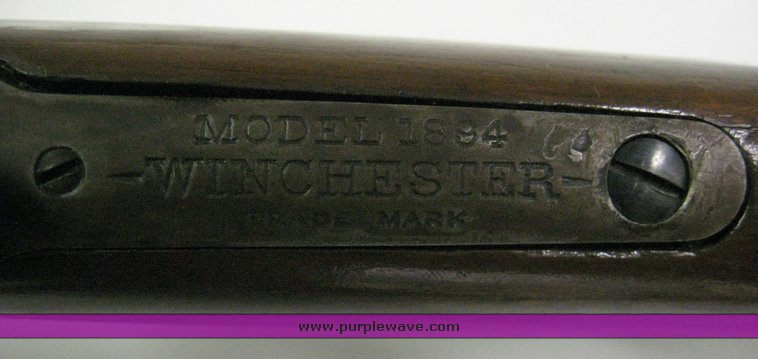 MODEL 1894
-WINCHESTER-
TRADE MARK
www.purplewave.com